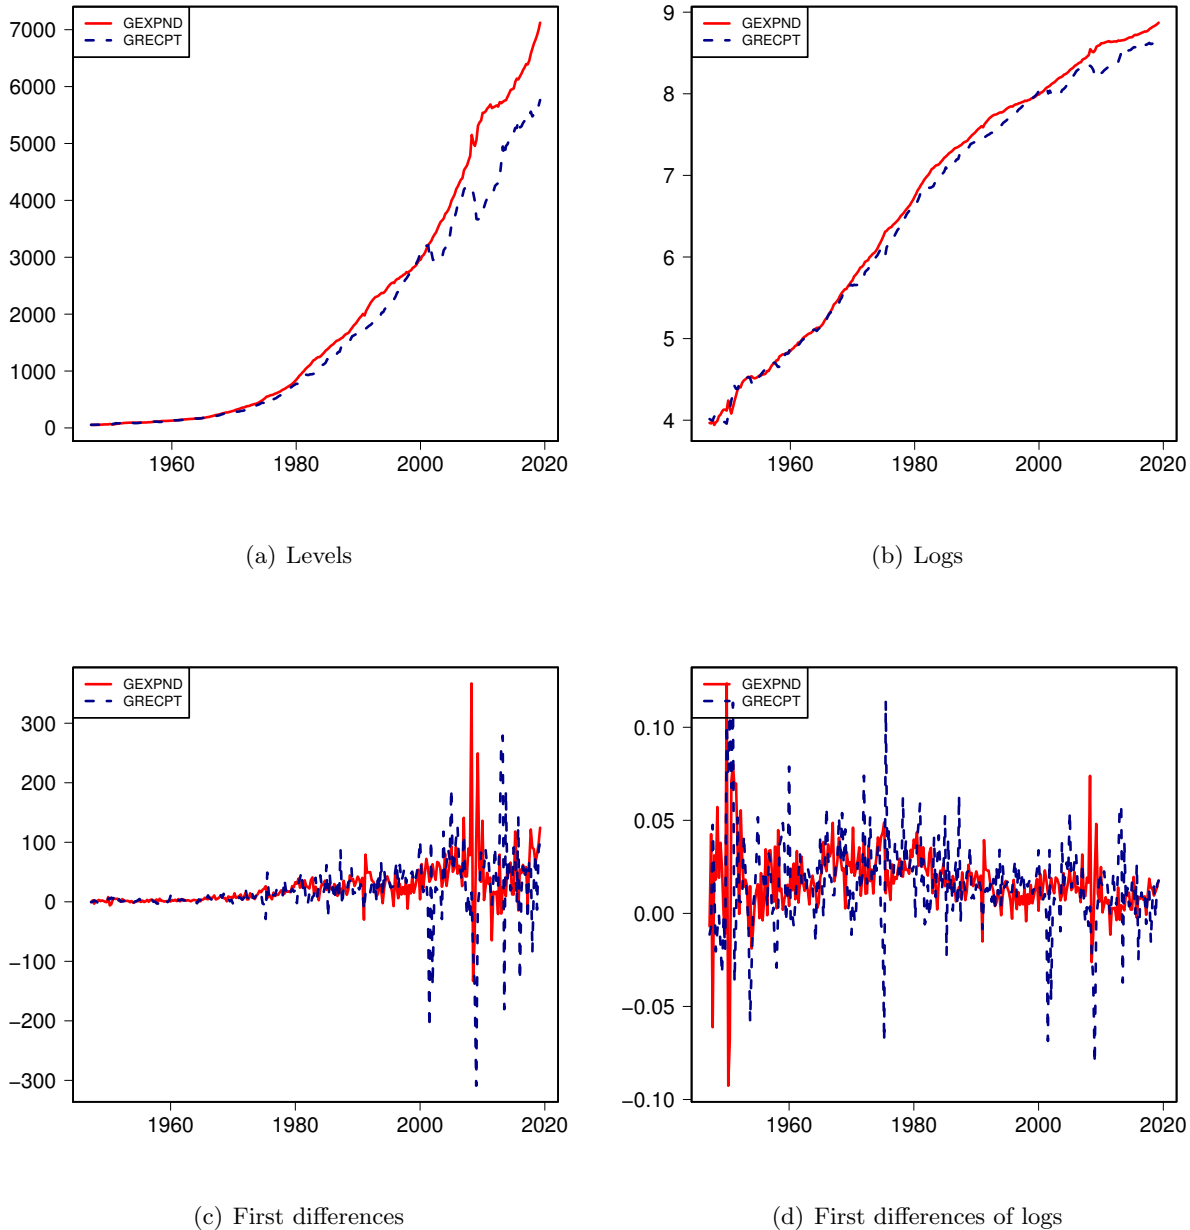 GEXPND
GRECPT
7000
6000
5000
4000
3000
2000
1000
0
1960 1980 2000 2020
(a) Levels
GEXPND
GRECPT
9
8
7
6
5
4
1960 1980 2000 2020
(b) Logs
GEXPND
GRECPT
300
200
100
0
−100
−200
−300
1960 1980 2000 2020
(c) First differences
GEXPND
GRECPT
0.10
0.05
0.00
−0.05
−0.10
1960 1980 2000 2020
(d) First differences of logs